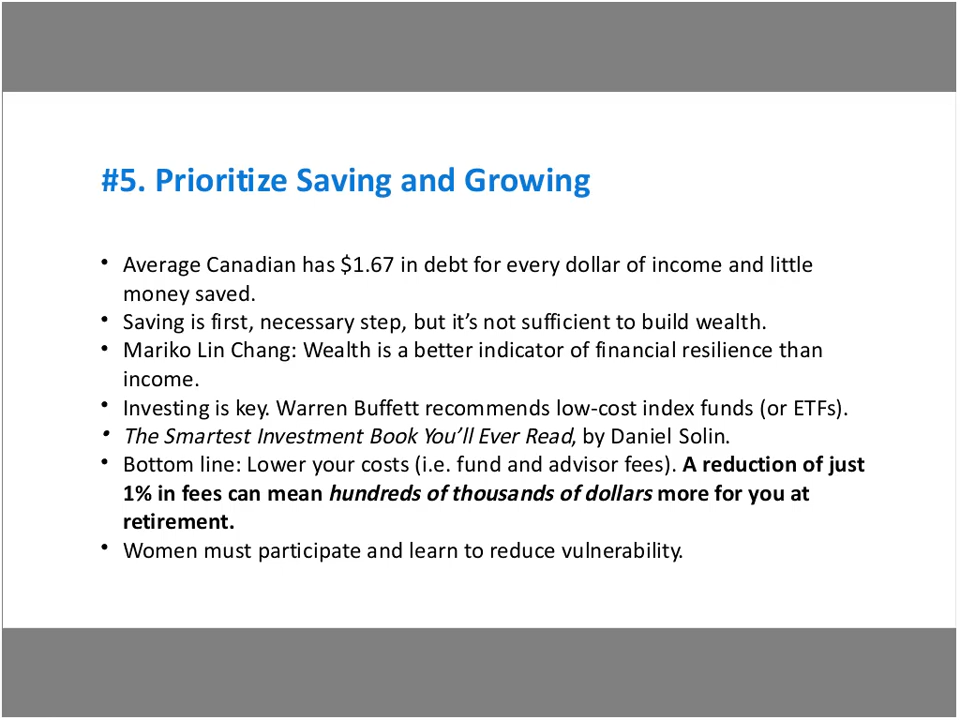 #5. Prioritize Saving and Growing
• Average Canadian has $1.67 in debt for every dollar of income and little
money saved.
• Saving is first, necessary step, but it’s not sufficient to build wealth.
• Mariko Lin Chang: Wealth is a better indicator of financial resilience than
income.
• Investing is key. Warren Buffett recommends low-cost index funds (or ETFs).
• The Smartest Investment Book You’ll Ever Read, by Daniel Solin.
• Bottom line: Lower your costs (i.e. fund and advisor fees). A reduction of just
1% in fees can mean hundreds of thousands of dollars more for you at
retirement.
• Women must participate and learn to reduce vulnerability.